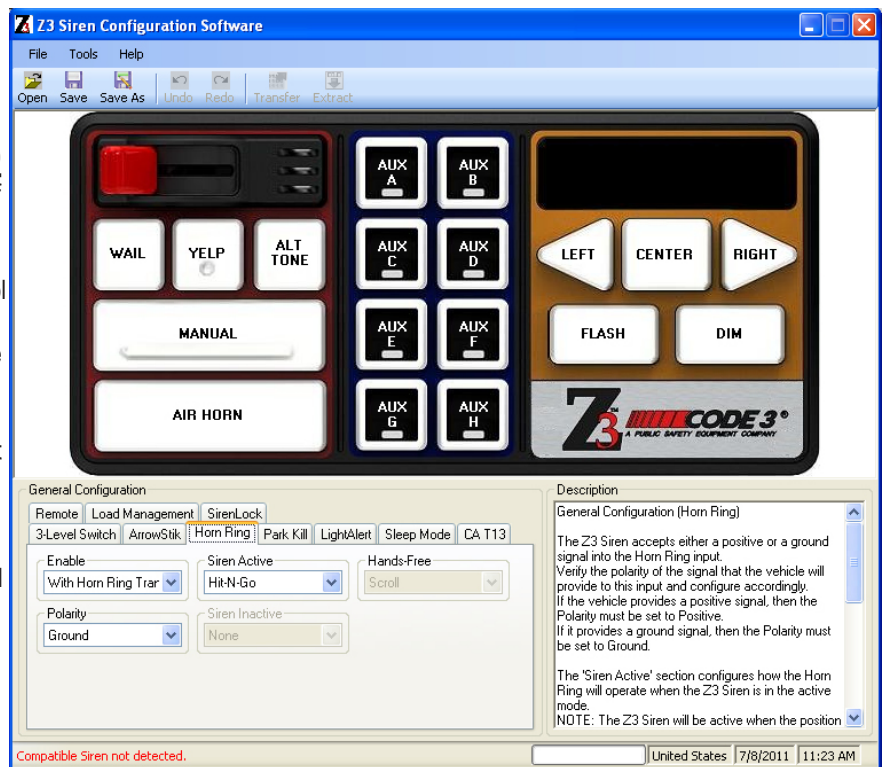 Z3 Siren Configuration Software
File Tools Help
Open Save Save As Undo Redo Transfer Extract
AUX A
AUX B
WAIL
YELP
ALT TONE
AUX C
AUX D
LEFT
CENTER
RIGHT
MANUAL
AUX E
AUX F
FLASH
DIM
AIR HORN
AUX G
AUX H
Z3™
CODE 3®
A PUBLIC SAFETY EQUIPMENT COMPANY
General Configuration
Remote Load Management SirenLock
3-Level Switch ArrowStik Horn Ring Park Kill LightAlert Sleep Mode CA T13
Enable
With Horn Ring Trar
Siren Active
Hit-N-Go
Hands-Free
Scroll
Polarity
Ground
Siren Inactive
None
Description
General Configuration (Horn Ring)
The Z3 Siren accepts either a positive or a ground
signal into the Horn Ring input.
Verify the polarity of the signal that the vehicle will
provide to this input and configure accordingly.
If the vehicle provides a positive signal, then the
Polarity must be set to Positive.
If it provides a ground signal, then the Polarity must
be set to Ground.
The 'Siren Active' section configures how the Horn
Ring will operate when the Z3 Siren is in the active
mode.
NOTE: The Z3 Siren will be active when the position
Compatible Siren not detected.
United States 7/8/2011 11:23 AM